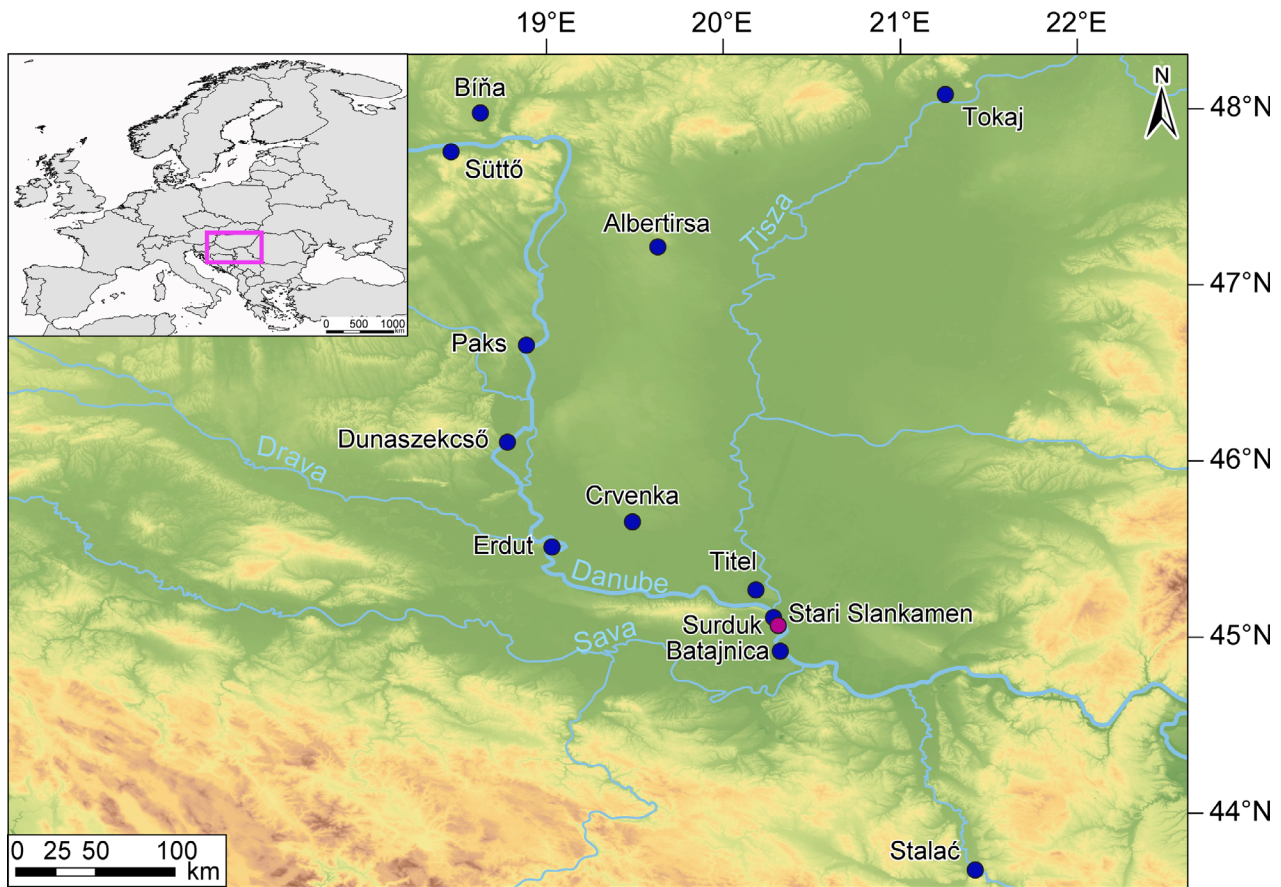 19°E 20°E 21°E 22°E
N
Bíňa
48°N
Tokaj
Süttő
Albertirsa
Tisza
47°N
0 500 1000
km
Paks
Dunaszekcső
Drava
46°N
Crvenka
Erdut
Titel
Danube
Stari Slankamen
Surduk
Sava
45°N
Batajnica
44°N
Stalać
0 25 50 100
km